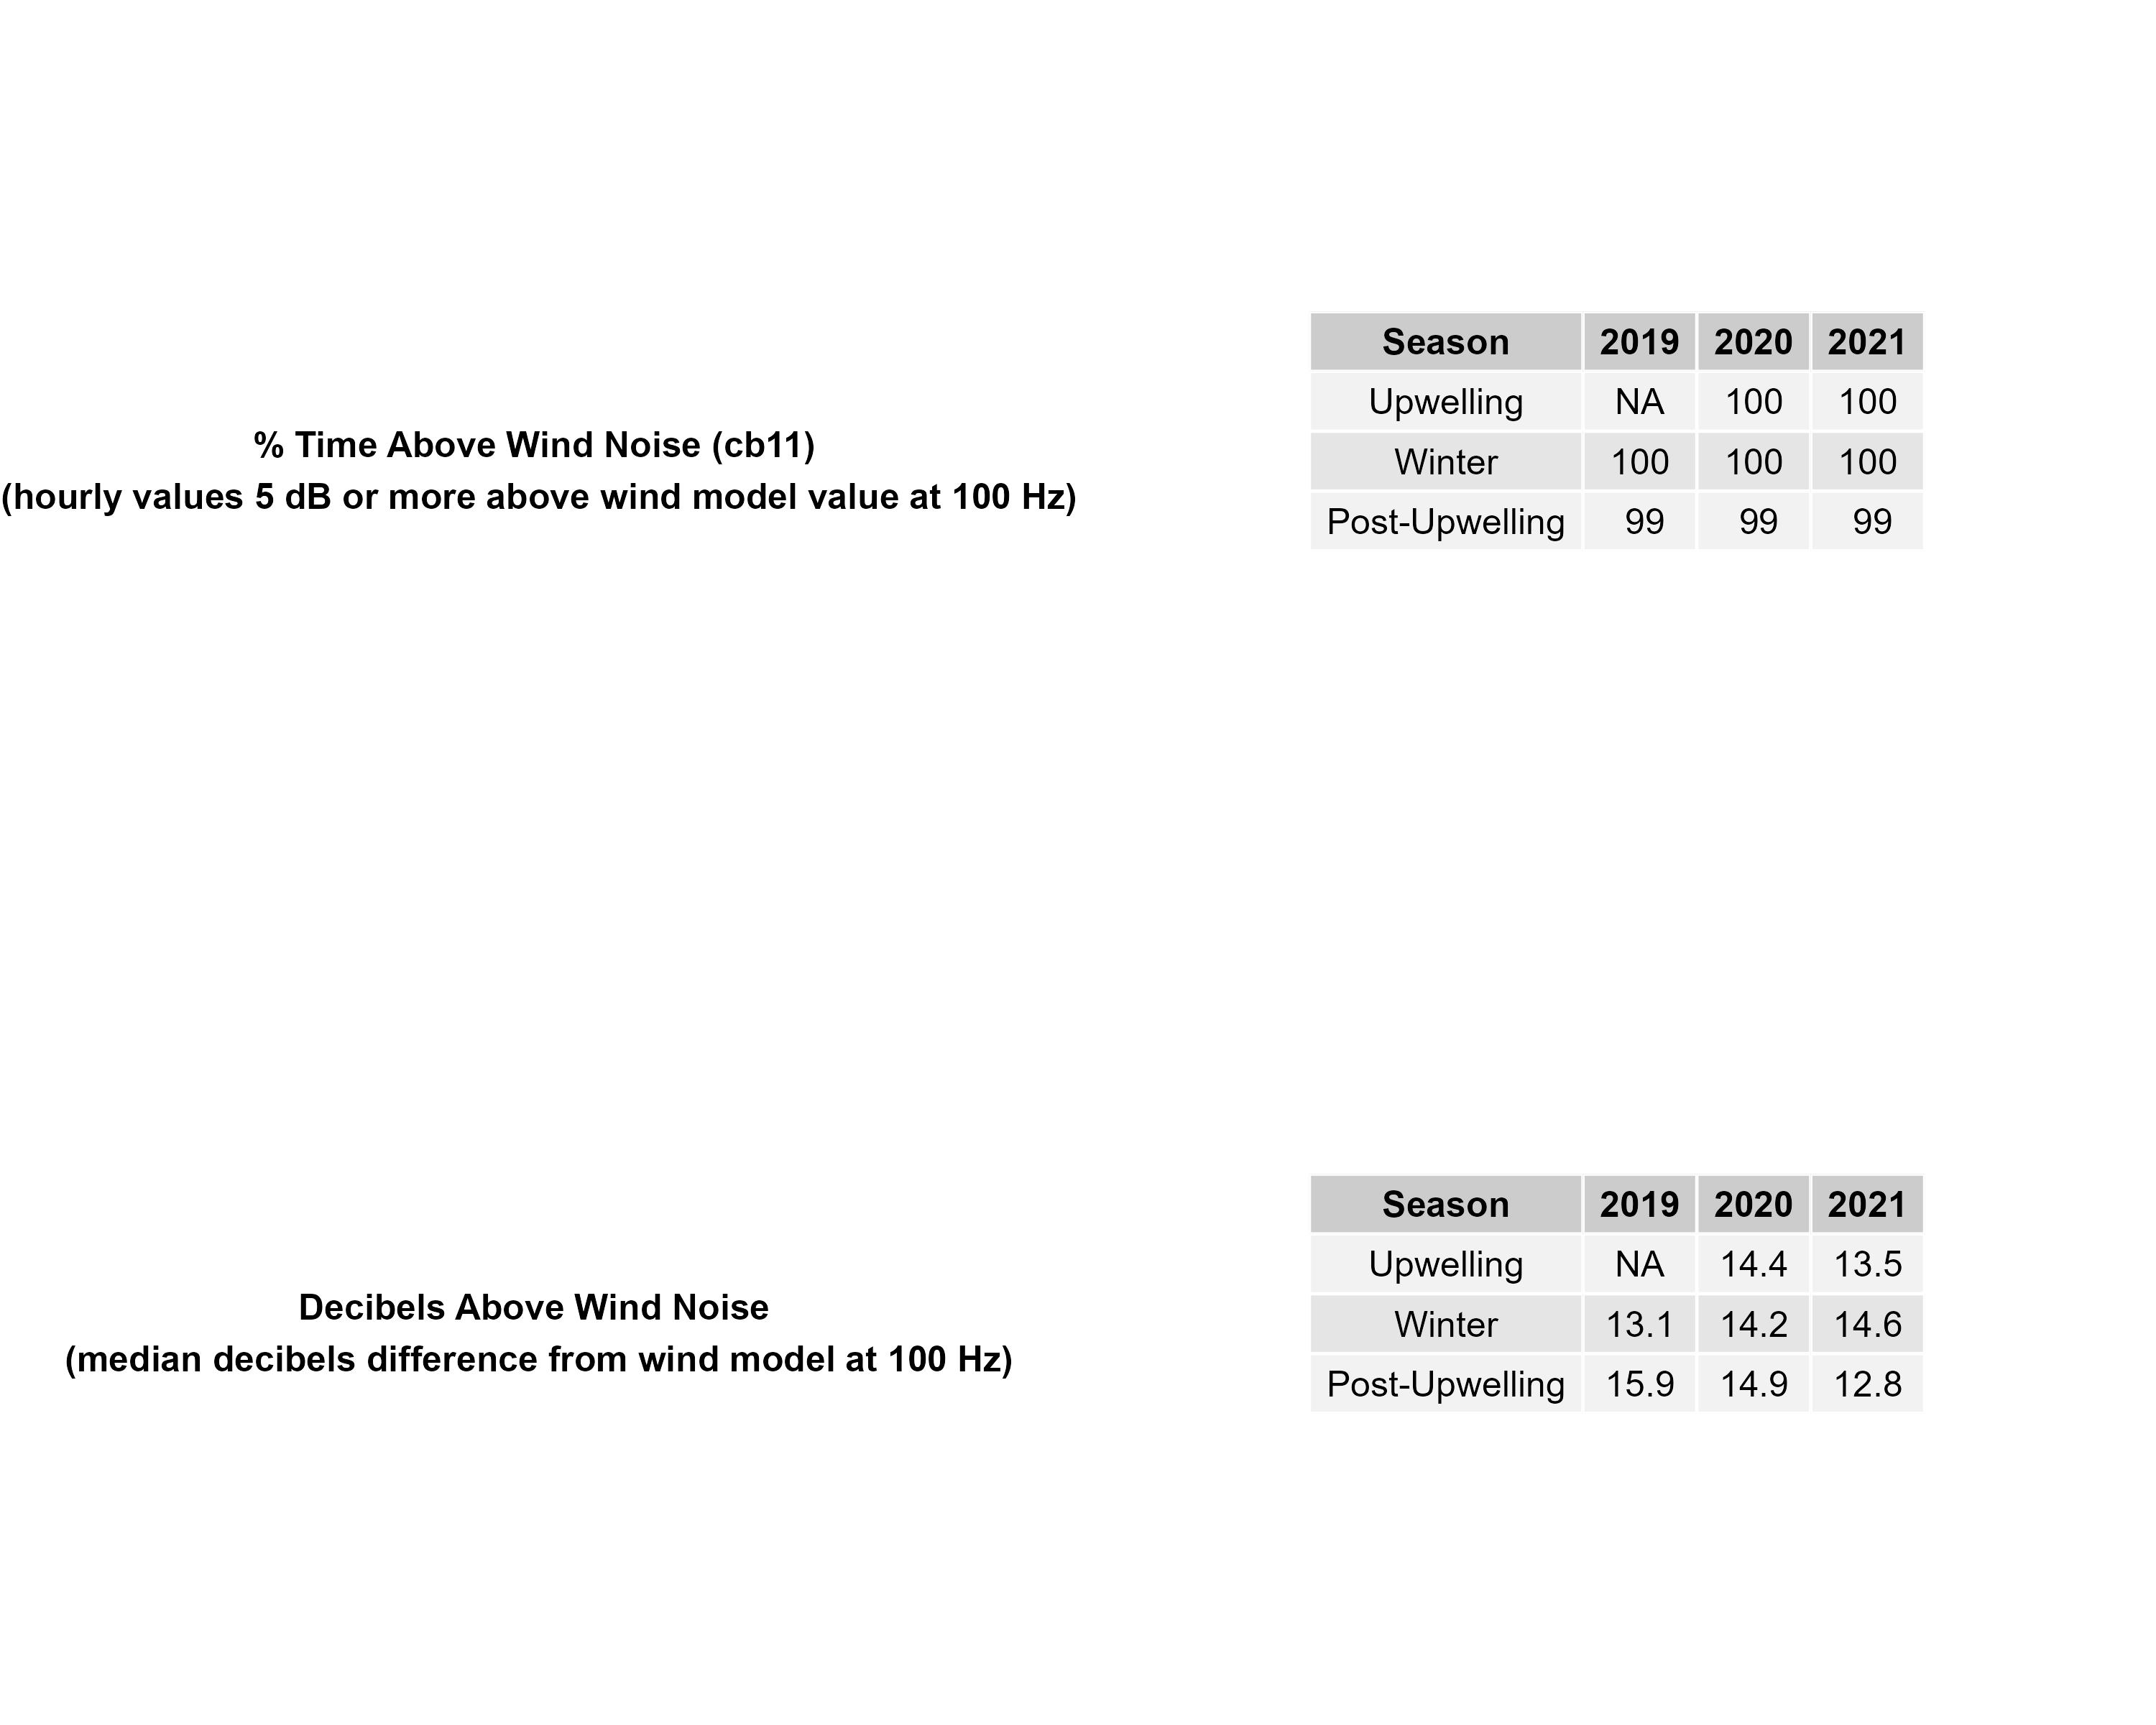 % Time Above Wind Noise (cb11)
(hourly values 5 dB or more above wind model value at 100 Hz)
Season 2019 2020 2021
Upwelling NA 100 100
Winter 100 100 100
Post-Upwelling 99 99 99
Decibels Above Wind Noise
(median decibels difference from wind model at 100 Hz)
Season 2019 2020 2021
Upwelling NA 14.4 13.5
Winter 13.1 14.2 14.6
Post-Upwelling 15.9 14.9 12.8